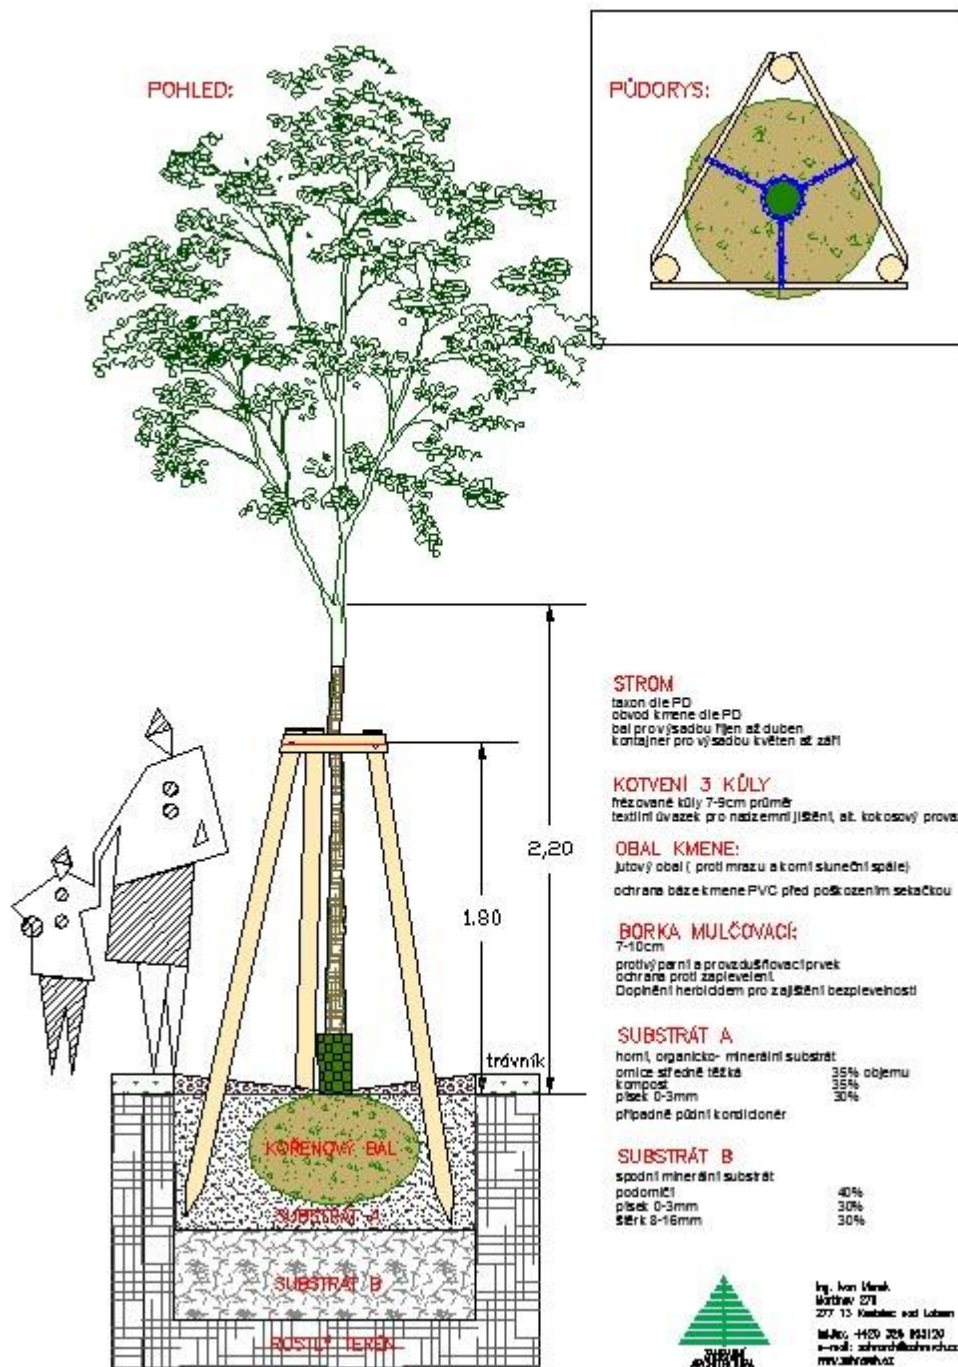 POHLED:
PŮDORYS:
STROM
taxon dle PD
obvod kmene dle PD
bal pro výsadbu říjen až duben
kontajner pro výsadbu květen až září
KOTVENÍ 3 KŮLY
frézované kůly 7-9cm průměr
textilní úvazek pro nadzemní jištění, alt. kokosový provaz
OBAL KMENE:
jutový obal ( proti mrazu a korní sluneční spále)
ochrana báze kmene PVC před poškozením sekačkou
BORKA MULČOVACÍ:
7-10cm
protivýparní a provzdušňovací prvek
ochrana proti zaplevelení.
Doplnění herbicidem pro zajištění bezplevelnosti
SUBSTRÁT A
horní, organicko- minerální substrát
ornice středně těžká 35% objemu
kompost 35%
písek 0-3mm 30%
případně půdní kondicionér
SUBSTRÁT B
spodní minerální substrát
podorničí 40%
písek 0-3mm 30%
štěrk 8-16mm 30%
2,20
1.80
trávník
KOŘENOVÝ BAL
SUBSTRÁT A
SUBSTRÁT B
ROSTLÝ TERÉN
Ing. Ivan Marek